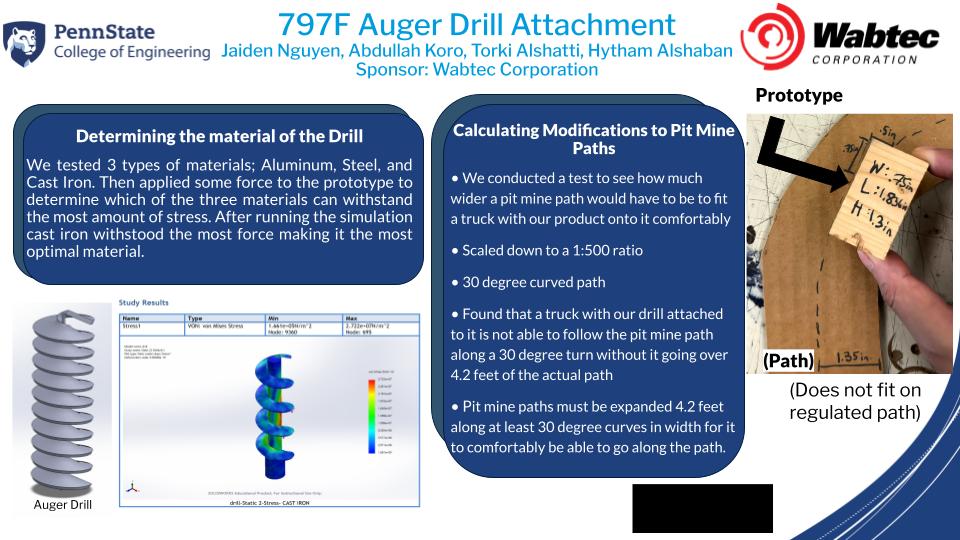 PennState
College of Engineering
797F Auger Drill Attachment
Jaiden Nguyen, Abdullah Koro, Torki Alshatti, Hytham Alshaban
Sponsor: Wabtec Corporation
Wabtec
CORPORATION
Determining the material of the Drill
We tested 3 types of materials; Aluminum, Steel, and
Cast Iron. Then applied some force to the prototype to
determine which of the three materials can withstand
the most amount of stress. After running the simulation
cast iron withstood the most force making it the most
optimal material.
Auger Drill
Study Results
Name Type Min Max
Stress1 VON: von Mises Stress 1.661e+05N/m^2 2.722e+07N/m^2
Node: 9360 Node: 695
SOLIDWORKS Educational Product. For Instructional Use Only.
drill-Static 2-Stress- CAST IRON
Calculating Modifications to Pit Mine
Paths
• We conducted a test to see how much
wider a pit mine path would have to be to fit
a truck with our product onto it comfortably
• Scaled down to a 1:500 ratio
• 30 degree curved path
• Found that a truck with our drill attached
to it is not able to follow the pit mine path
along a 30 degree turn without it going over
4.2 feet of the actual path
• Pit mine paths must be expanded 4.2 feet
along at least 30 degree curves in width for it
to comfortably be able to go along the path.
Prototype
.5in
.75in
W: .75in
L: 1.836in
H: 1.3in
(Path)
1.35in
(Does not fit on
regulated path)